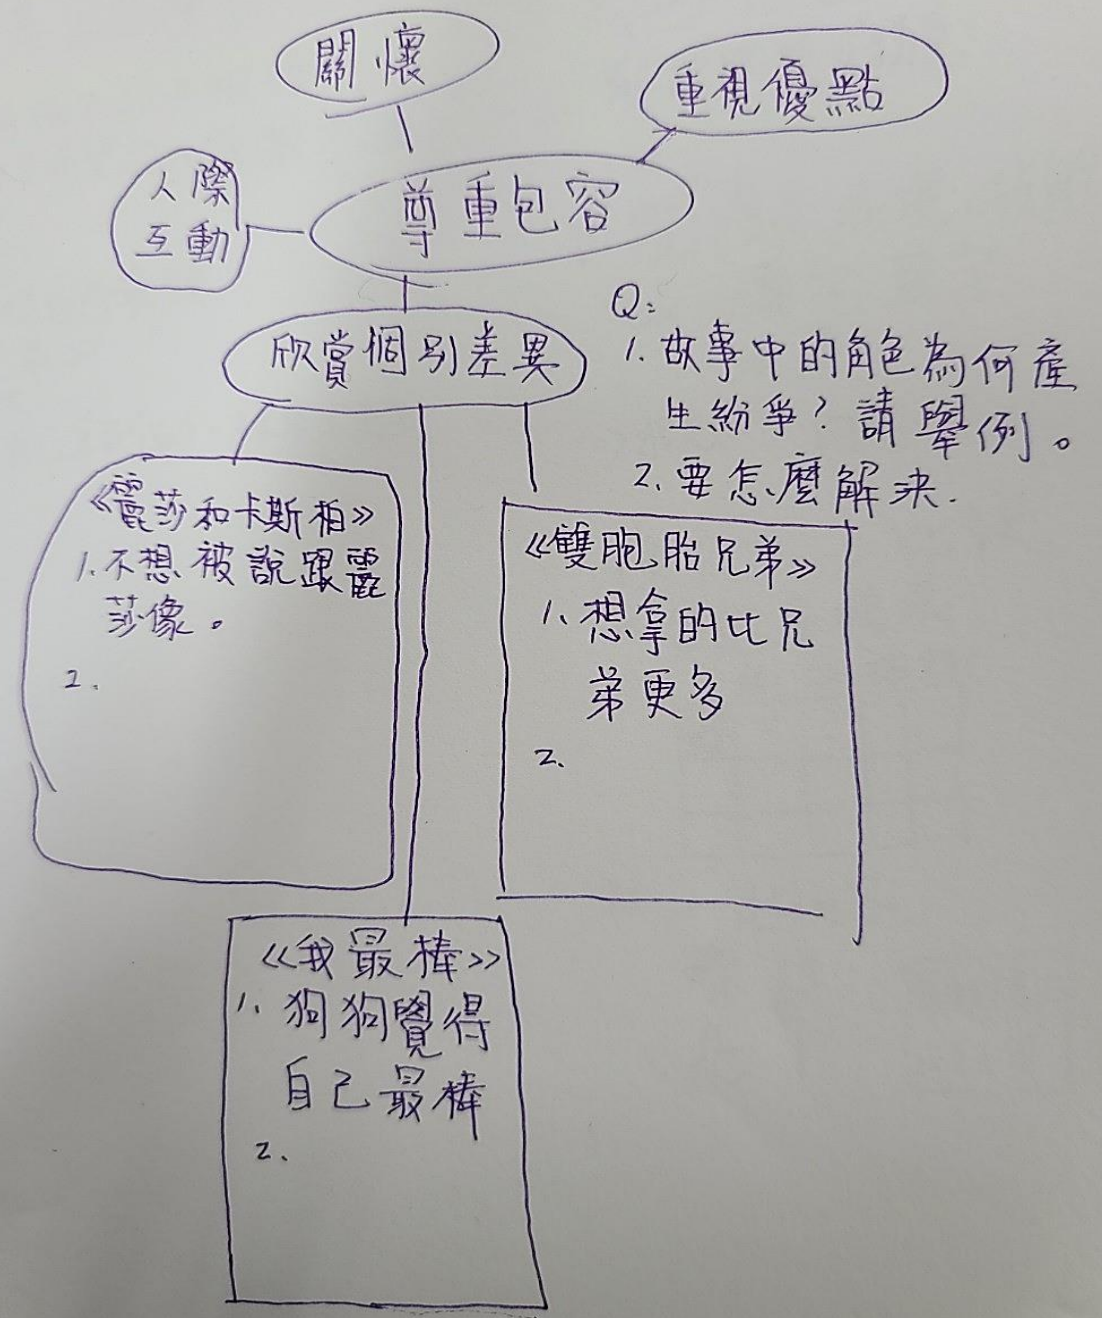 關懷
重視優點
人際
互動
尊重包容
欣賞個別差異
Q:
1. 故事中的角色為何產
生紛爭？請舉例。
2. 要怎麼解決.
《麗莎和卡斯柏》
1. 不想被說跟麗
莎像。
2.
《雙胞胎兄弟》
1. 想拿的比兄
弟更多
2.
《我最棒》
1. 狗狗覺得
自己最棒
2.